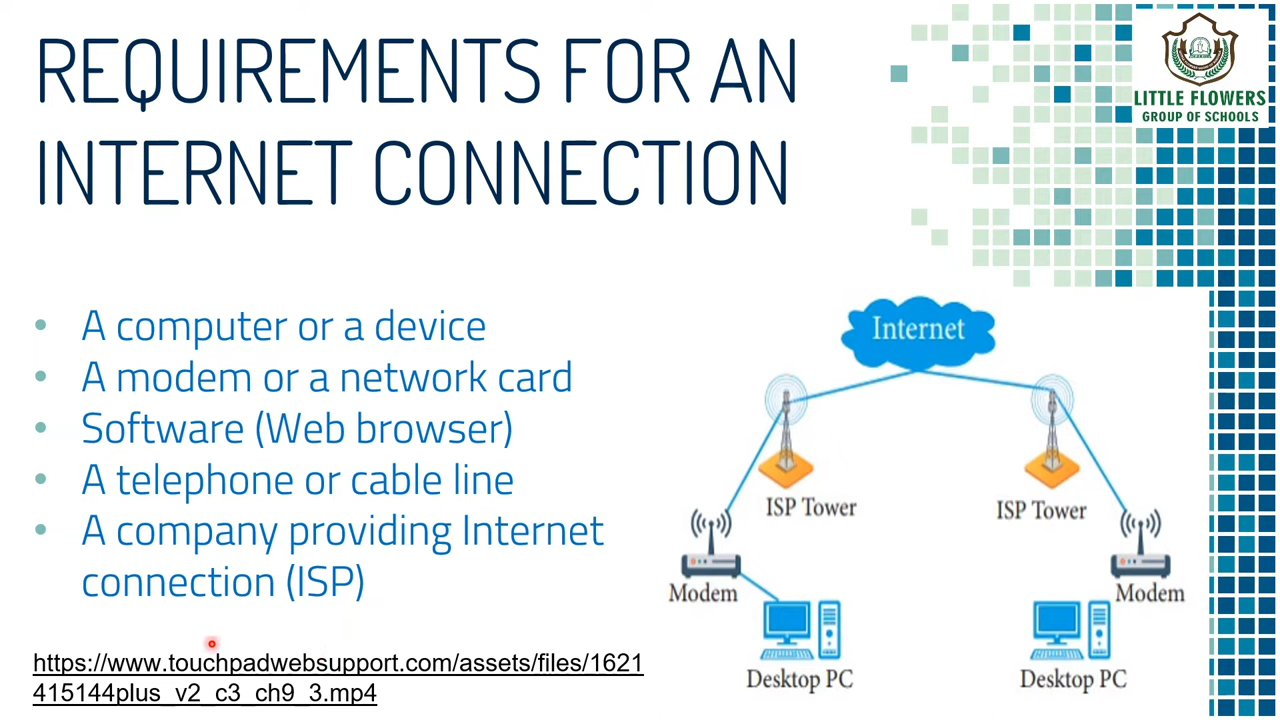 REQUIREMENTS FOR AN
INTERNET CONNECTION
LITTLE FLOWERS
GROUP OF SCHOOLS
• A computer or a device
• A modem or a network card
• Software (Web browser)
• A telephone or cable line
• A company providing Internet
connection (ISP)
https://www.touchpadwebsupport.com/assets/files/1621
415144plus_v2_c3_ch9_3.mp4
Internet
ISP Tower
ISP Tower
Modem
Modem
Desktop PC
Desktop PC